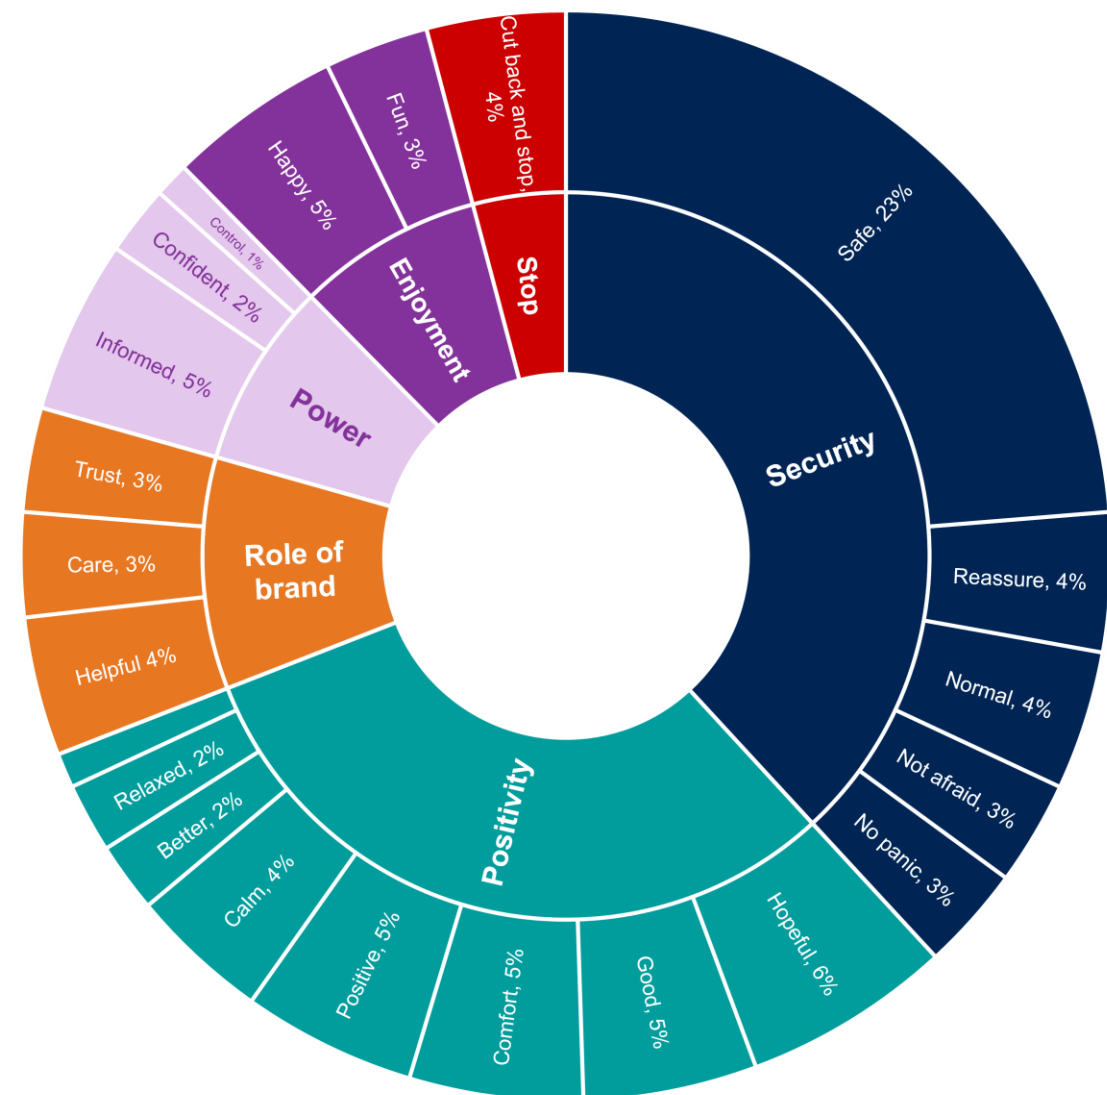 Cut back and stop,
4%
Safe, 23%
Reassure, 4%
Normal, 4%
Not afraid, 3%
No panic, 3%
Hopeful, 6%
Good, 5%
Comfort, 5%
Positive, 5%
Calm, 4%
Better, 2%
Relaxed, 2%
Helpful 4%
Care, 3%
Trust, 3%
Informed, 5%
Confident, 2%
Control, 1%
Happy, 5%
Fun, 3%
Stop
Security
Positivity
Role of
brand
Power
Enjoyment